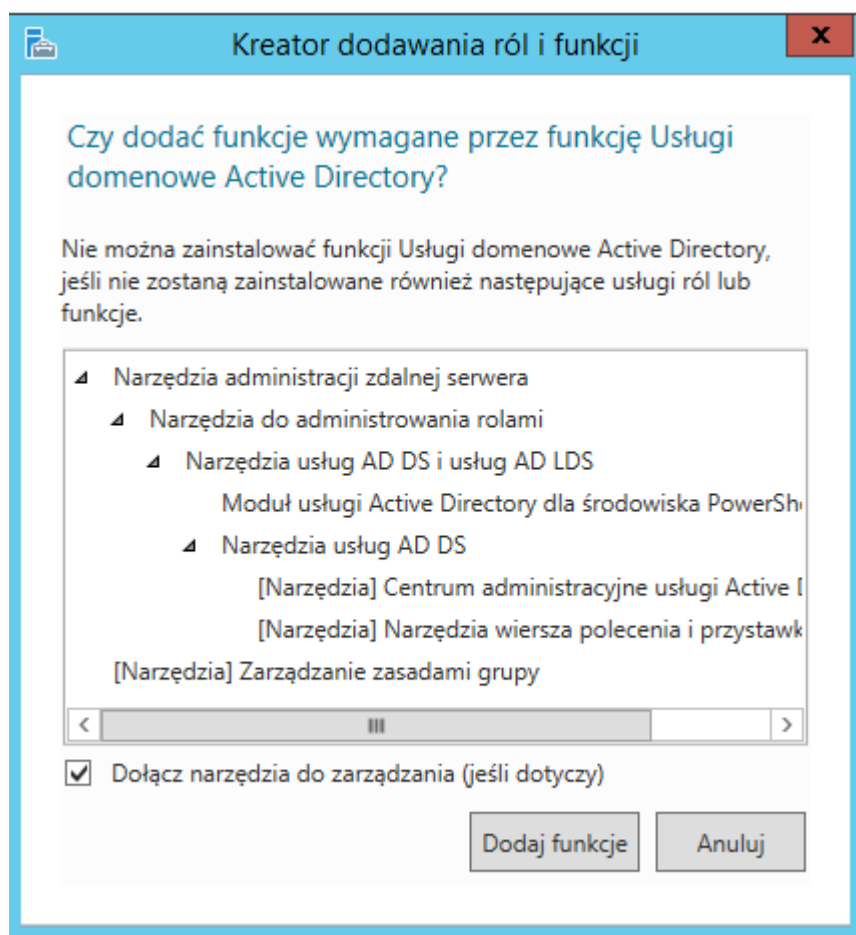 Kreator dodawania ról i funkcji
x
Czy dodać funkcje wymagane przez funkcję Usługi
domenowe Active Directory?
Nie można zainstalować funkcji Usługi domenowe Active Directory,
jeśli nie zostaną zainstalowane również następujące usługi ról lub
funkcje.
Narzędzia administracji zdalnej serwera
Narzędzia do administrowania rolami
Narzędzia usług AD DS i usług AD LDS
Moduł usługi Active Directory dla środowiska PowerSh
Narzędzia usług AD DS
[Narzędzia] Centrum administracyjne usługi Active
[Narzędzia] Narzędzia wiersza polecenia i przystawk
[Narzędzia] Zarządzanie zasadami grupy
Dołącz narzędzia do zarządzania (jeśli dotyczy)
Dodaj funkcje
Anuluj